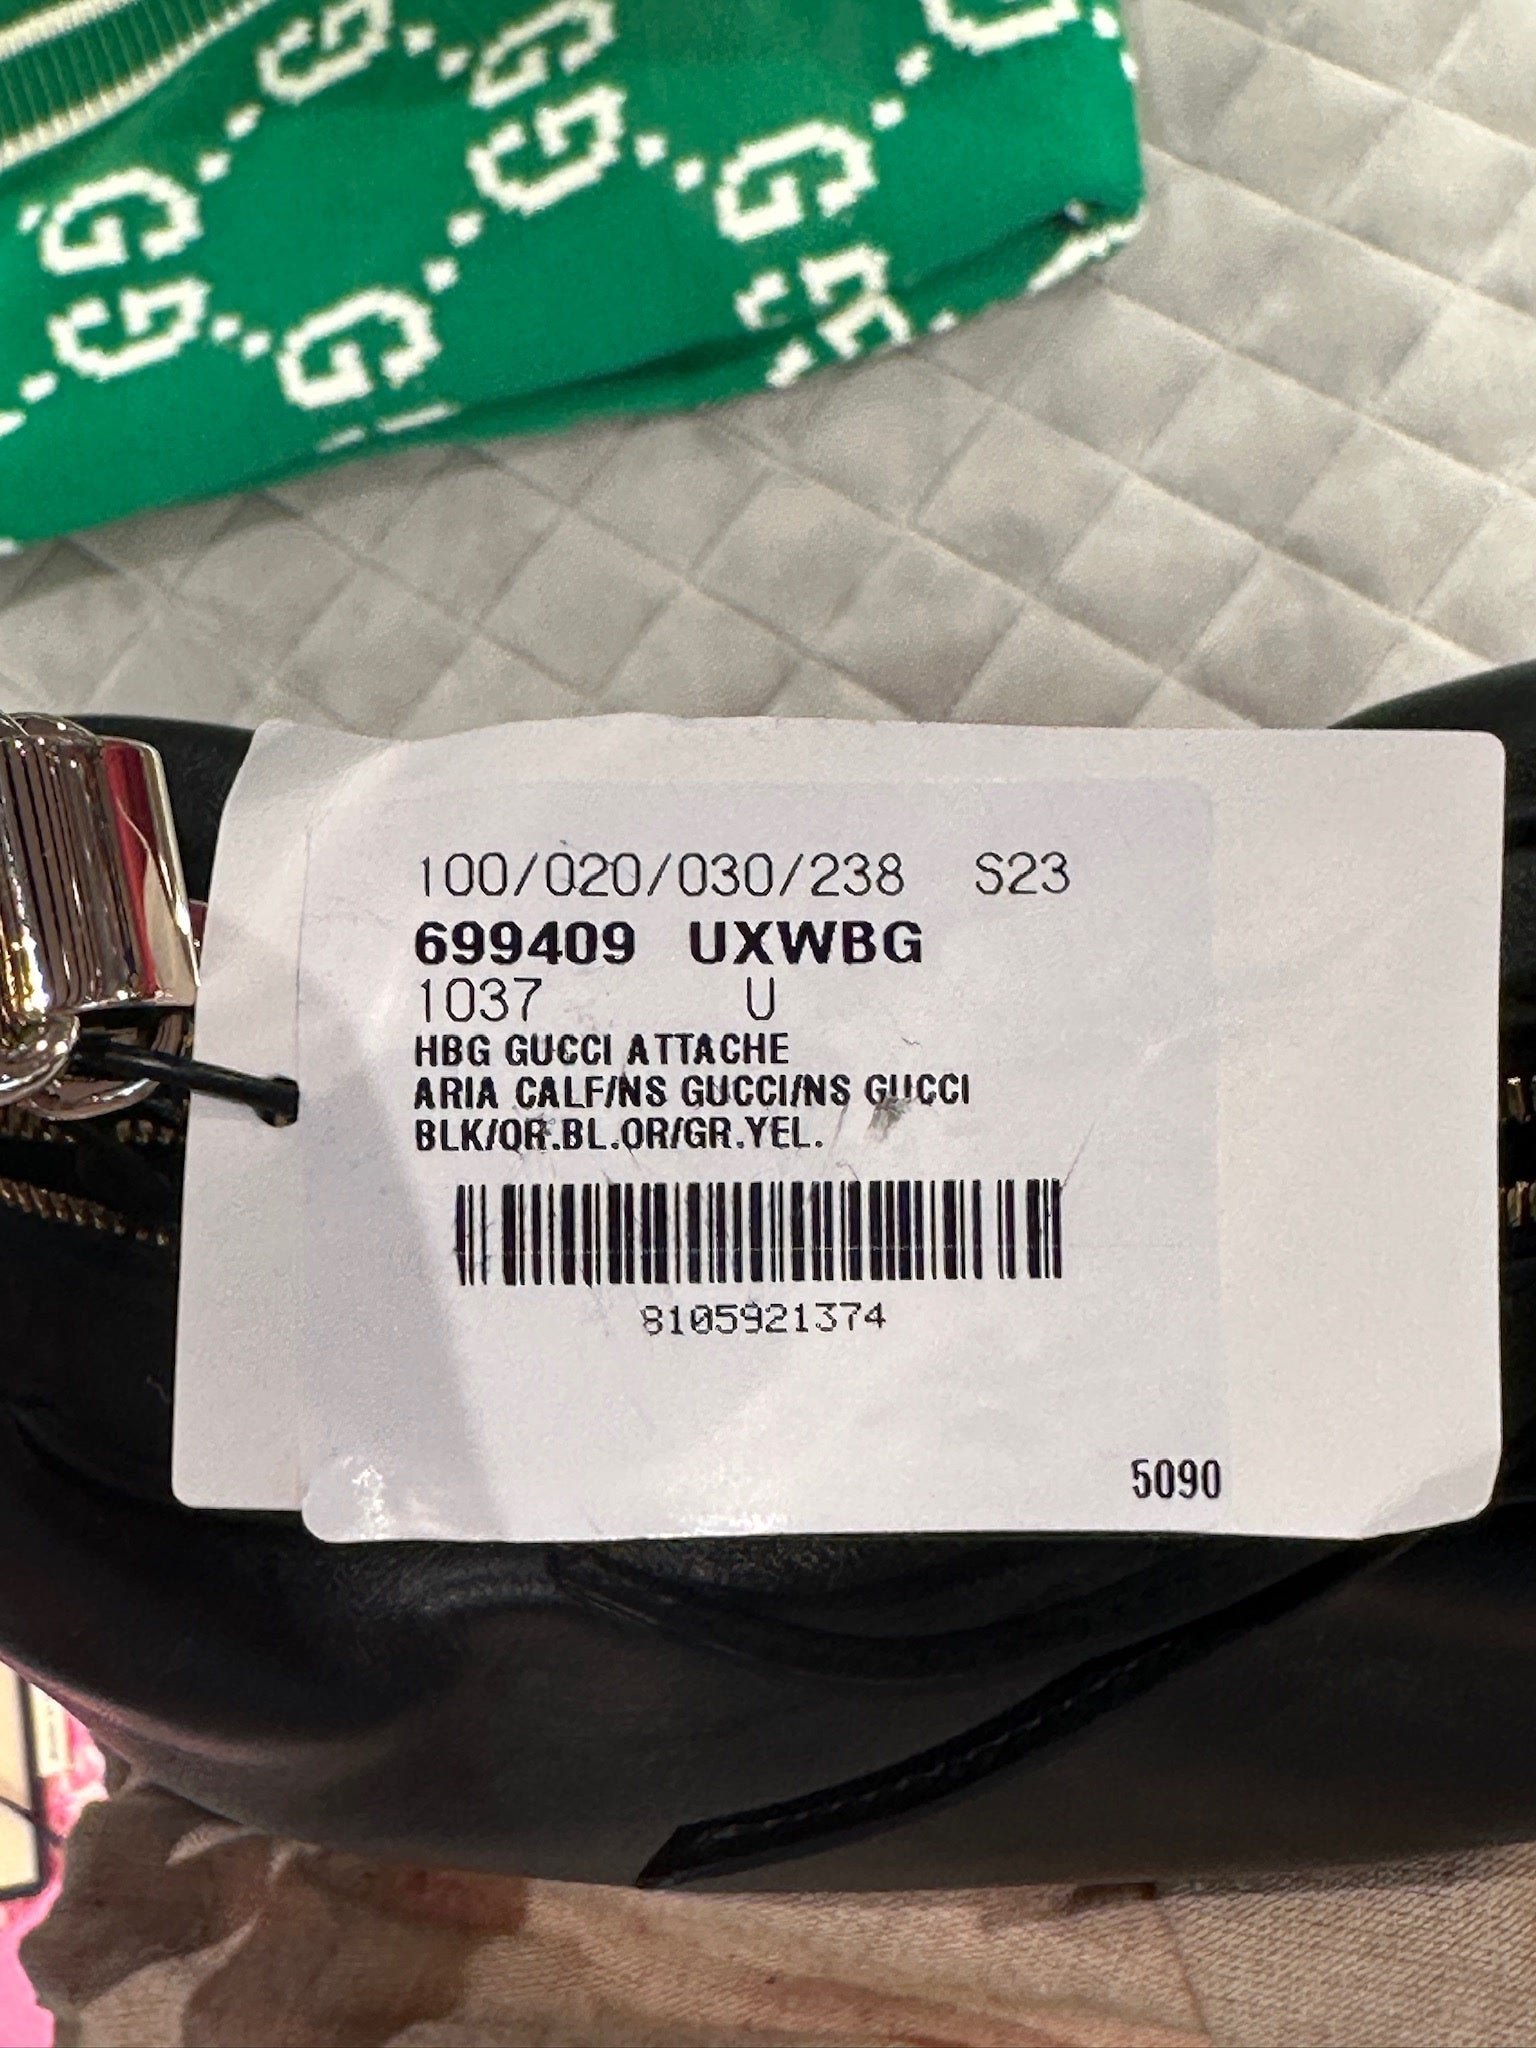 100/020/030/238 S23
699409 UXWBG
1037 U
HBG GUCCI ATTACHE
ARIA CALF/NS GUCCI/NS GUCCI
BLK/OR.BL.OR/GR.YEL.
8105921374
5090